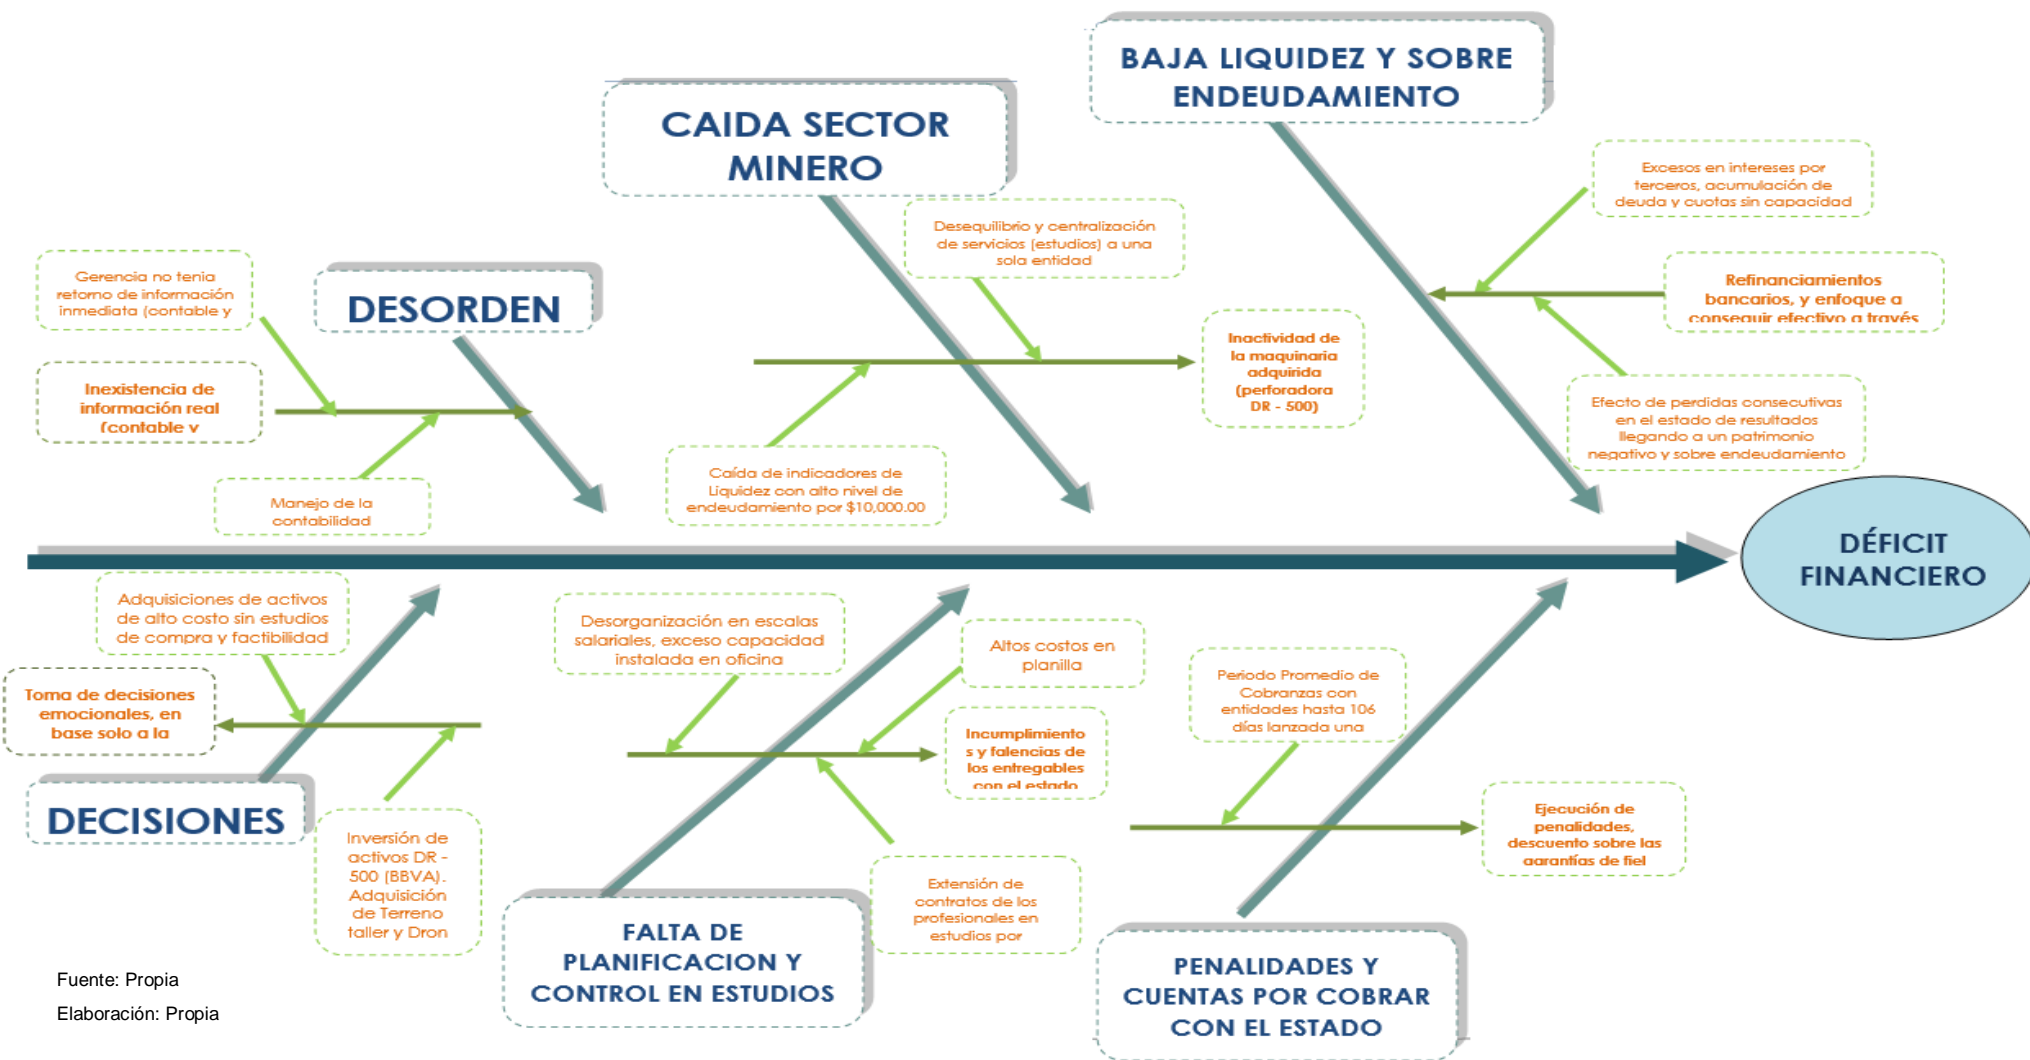 BAJA LIQUIDEZ Y SOBRE
ENDEUDAMIENTO
CAIDA SECTOR
MINERO
DESORDEN
Excesos en intereses por
terceros, acumulación de
deuda y cuotas sin capacidad
Refinanciamientos
bancarios, y enfoque a
conseguir efectivo a través
Efecto de perdidas consecutivas
en el estado de resultados
llegando a un patrimonio
negativo y sobre endeudamiento
Desequilibrio y centralización
de servicios (estudios) a una
sola entidad
Inactividad de
la maquinaria
adquirida
(perforadora
DR - 500)
Caída de indicadores de
Liquidez con alto nivel de
endeudamiento por $10,000.00
Gerencia no tenia
retorno de información
inmediata (contable y
Inexistencia de
información real
(contable y
Manejo de la
contabilidad
DÉFICIT
FINANCIERO
Adquisiciones de activos
de alto costo sin estudios
de compra y factibilidad
Toma de decisiones
emocionales, en
base solo a la
DECISIONES
Inversión de
activos DR -
500 (BBVA).
Adquisición
de Terreno
taller y Dron
Desorganización en escalas
salariales, exceso capacidad
instalada en oficina
Altos costos en
planilla
Incumplimiento
s y falencias de
los entregables
con el estado
Extensión de
contratos de los
profesionales en
estudios por
FALTA DE
PLANIFICACION Y
CONTROL EN ESTUDIOS
Periodo Promedio de
Cobranzas con
entidades hasta 106
días lanzada una
Ejecución de
penalidades,
descuento sobre las
garantías de fiel
PENALIDADES Y
CUENTAS POR COBRAR
CON EL ESTADO
Fuente: Propia
Elaboración: Propia